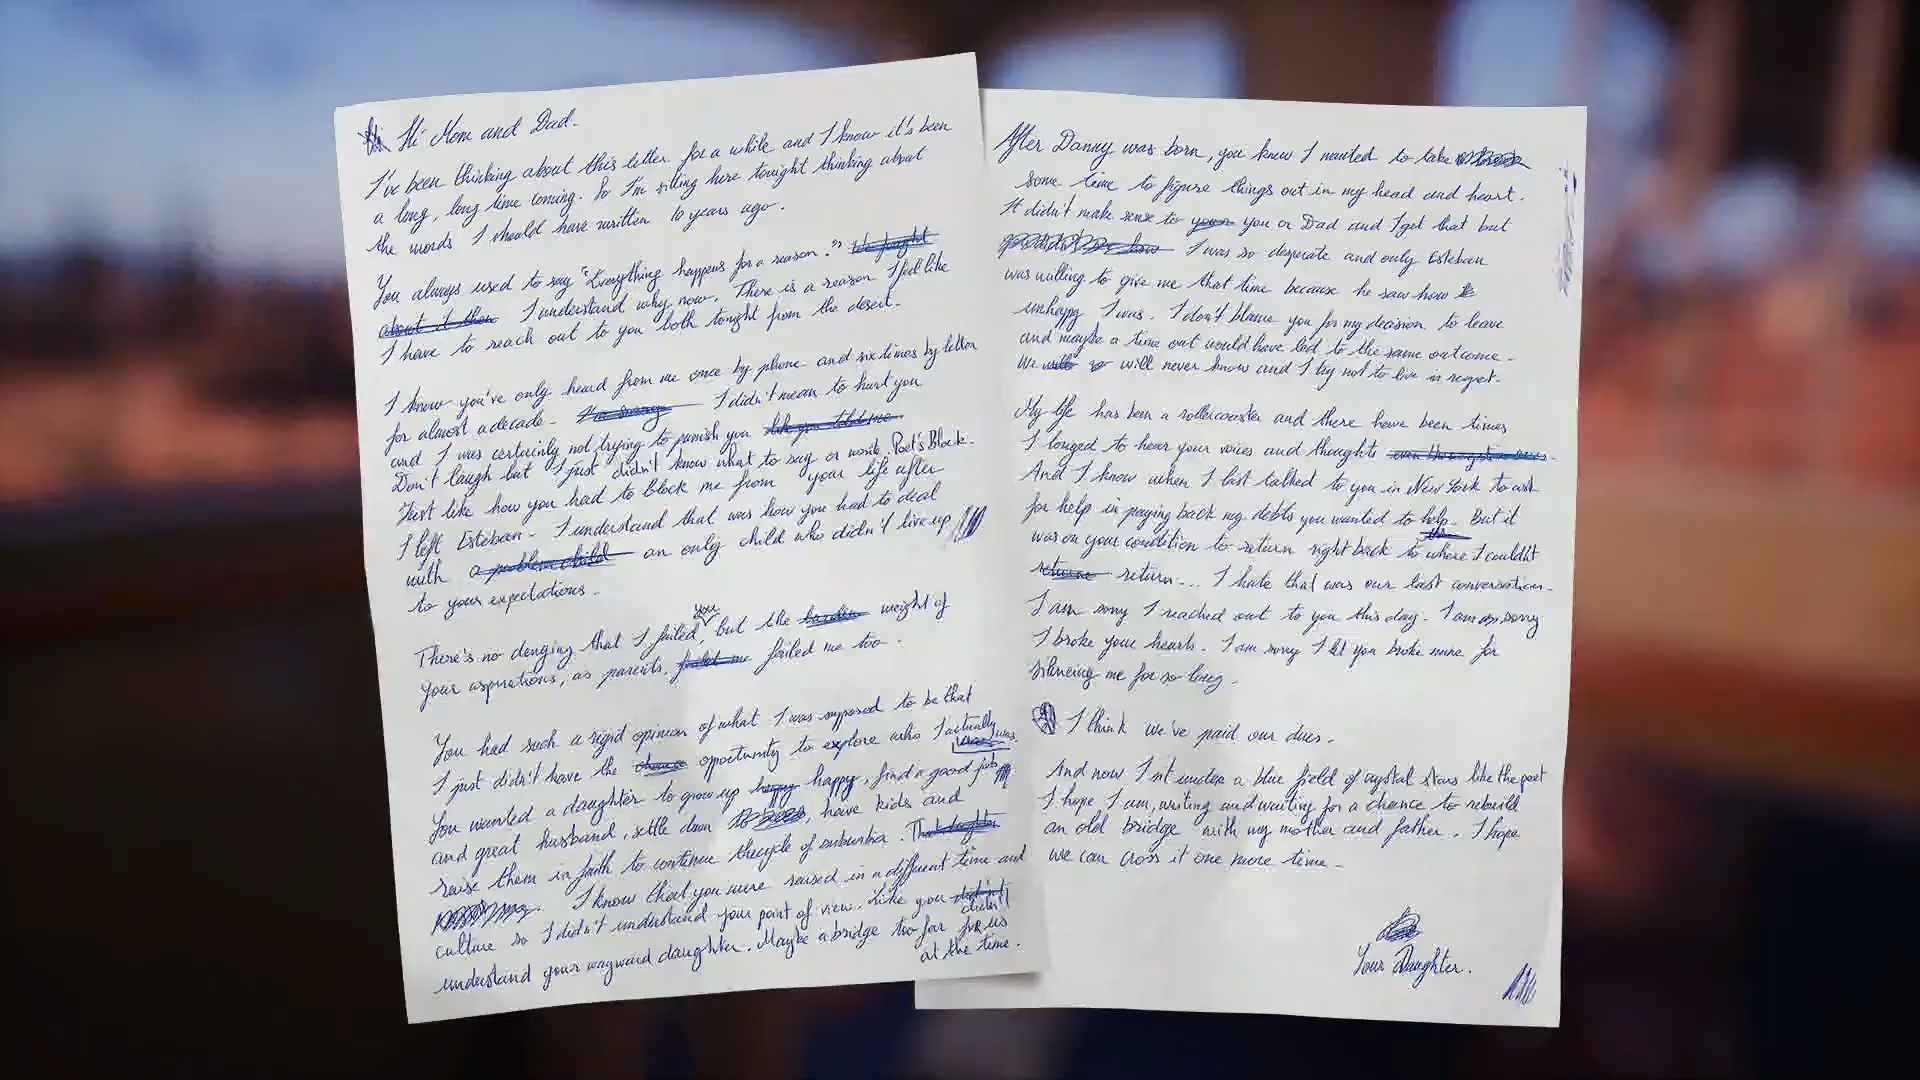 Hi Mom and Dad.
I've been thinking about this letter for a while and I know it's been
a long, long time coming. So I'm sitting here tonight thinking about
the words I should have written 10 years ago.
You always used to say "Everything happens for a reason." We fought
about it then I understand why now. There is a reason I feel like
I have to reach out to you both tonight from the desert.
I know you've only heard from me once by phone and six times by letter
for almost a decade. I'm sorry I didn't mean to hurt you
and I was certainly not trying to punish you like you told me
Don't laugh but I just didn't know what to say or write. Poet's Block.
Just like how you had to block me from your life after
I left Esteban. I understand that was how you had to deal
with a problem child an only child who didn't live up
to your expectations.
There's no denying that I failed you, but the burden weight of
your aspirations, as parents, failed me failed me too.
You had such a rigid opinion of what I was supposed to be that
I just didn't have the chance opportunity to explore who I actually was.
You wanted a daughter to grow up happy happy, find a good job
and great husband, settle down, have kids and
raise them in faith to continue the cycle of suburbia. That daughter
I know that you were raised in a different time and
culture so I didn't understand your point of view. Like you didn't didn't
understand your wayward daughter. Maybe a bridge too far for us
at the time.
After Danny was born, you knew I wanted to take
some time to figure things out in my head and heart.
It didn't make sense to your you or Dad and I get that but
I was so desperate and only Esteban
was willing to give me that time because he saw how
unhappy I was. I don't blame you for my decision to leave
and maybe a time out would have led to the same outcome.
We will never know and I try not to live in regret.
My life has been a rollercoaster and there have been times
I longed to hear your voices and thoughts
And I know when I last talked to you in New York to ask
for help in paying back my debts you wanted to help. But it
was on your condition to return right back to where I couldn't
return return... I hate that was our last conversation.
I am sorry I reached out to you this day. I am sorry
I broke your hearts. I am sorry I let you broke mine for
silencing me for so long.
I think we've paid our dues.
And now I sit under a blue field of crystal stars like the poet
I hope I am, writing and waiting for a chance to rebuild
an old bridge with my mother and father. I hope
we can cross it one more time.
Your Daughter.